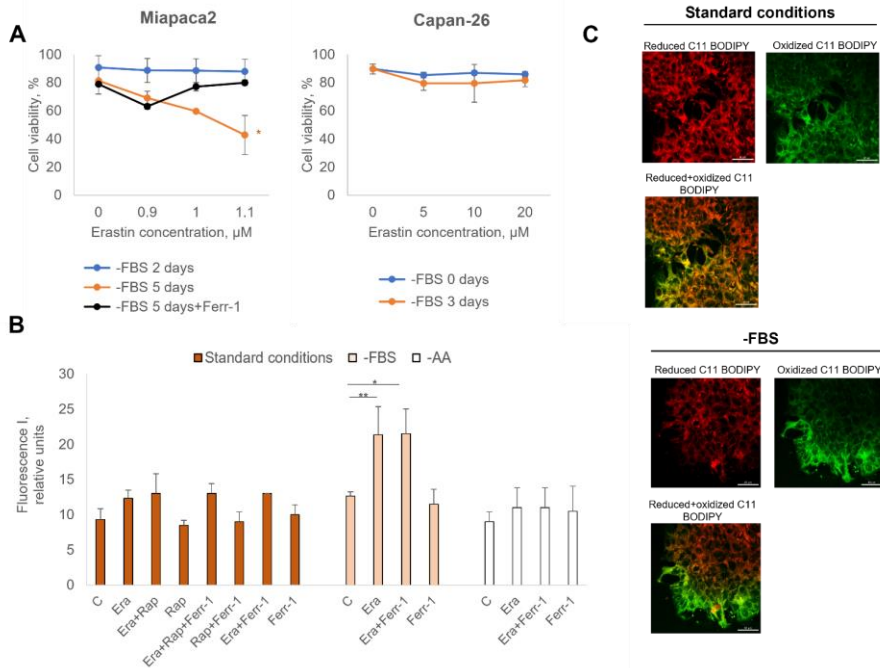 A
Miapaca2
Cell viability, %
100
80
60
40
20
0
*
0 0.9 1 1.1
Erastin concentration, µM
-FBS 2 days
-FBS 5 days
-FBS 5 days+Ferr-1
Capan-26
Cell viability, %
100
80
60
40
20
0
0 5 10 20
Erastin concentration, µM
-FBS 0 days
-FBS 3 days
B
Standard conditions -FBS -AA
Fluorescence I,
relative units
30
25
20
15
10
5
0
*
**
C Era Era+Rap Rap Era+Rap+Ferr-1 Rap+Ferr-1 Era+Ferr-1 Ferr-1
C Era Era+Ferr-1 Ferr-1
C Era Era+Ferr-1 Ferr-1
C
Standard conditions
Reduced C11 BODIPY Oxidized C11 BODIPY
Reduced+oxidized C11
BODIPY
-FBS
Reduced C11 BODIPY Oxidized C11 BODIPY
Reduced+oxidized C11
BODIPY